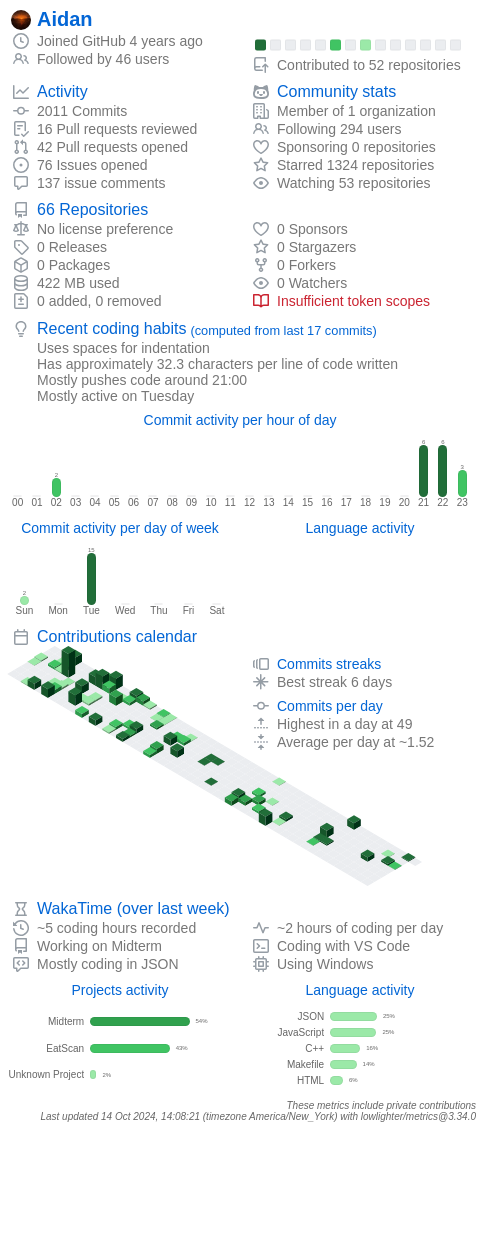 Aidan
Joined GitHub 4 years ago
Followed by 46 users
Contributed to 52 repositories
Activity
2011 Commits
16 Pull requests reviewed
42 Pull requests opened
76 Issues opened
137 issue comments
Community stats
Member of 1 organization
Following 294 users
Sponsoring 0 repositories
Starred 1324 repositories
Watching 53 repositories
66 Repositories
No license preference
0 Releases
0 Packages
422 MB used
0 added, 0 removed
0 Sponsors
0 Stargazers
0 Forkers
0 Watchers
Insufficient token scopes
Recent coding habits (computed from last 17 commits)
Uses spaces for indentation
Has approximately 32.3 characters per line of code written
Mostly pushes code around 21:00
Mostly active on Tuesday
Commit activity per hour of day
2 6 6 3
00 01 02 03 04 05 06 07 08 09 10 11 12 13 14 15 16 17 18 19 20 21 22 23
Commit activity per day of week
2 15
Sun Mon Tue Wed Thu Fri Sat
Language activity
Contributions calendar
Commits streaks
Best streak 6 days
Commits per day
Highest in a day at 49
Average per day at ~1.52
WakaTime (over last week)
~5 coding hours recorded
Working on Midterm
Mostly coding in JSON
~2 hours of coding per day
Coding with VS Code
Using Windows
Projects activity
Midterm 54%
EatScan 43%
Unknown Project 2%
Language activity
JSON 25%
JavaScript 25%
C++ 16%
Makefile 14%
HTML 6%
These metrics include private contributions
Last updated 14 Oct 2024, 14:08:21 (timezone America/New_York) with lowlighter/metrics@3.34.0